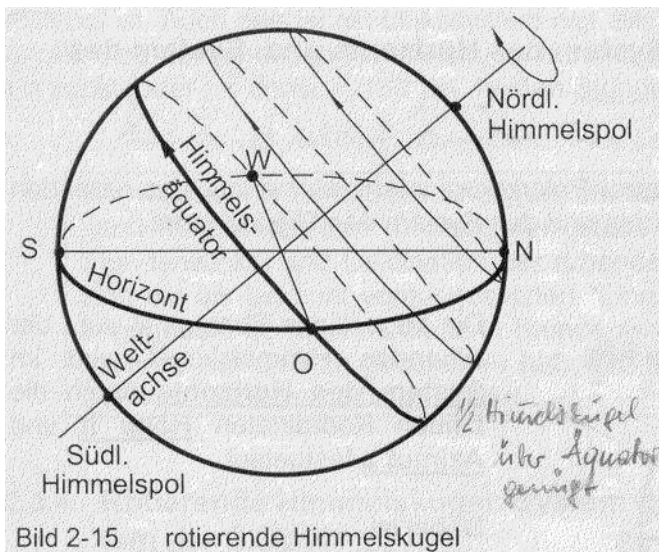 Nördl.
Himmelspol
W
Himmels-
äquator
S
N
Horizont
O
Welt-
achse
Südl.
Himmelspol
½ Himmelskugel
über Äquator
genügt
Bild 2-15 rotierende Himmelskugel